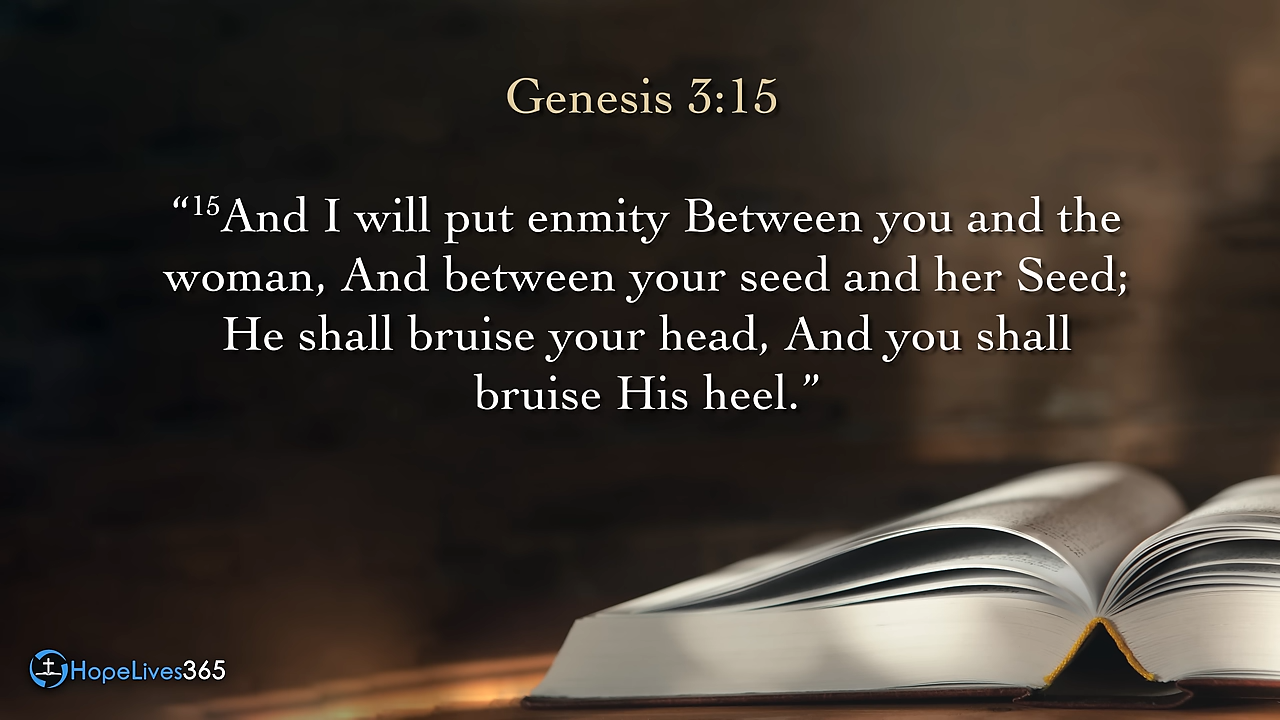 Genesis 3:15
“¹⁵And I will put enmity Between you and the
woman, And between your seed and her Seed;
He shall bruise your head, And you shall
bruise His heel.”
HopeLives365